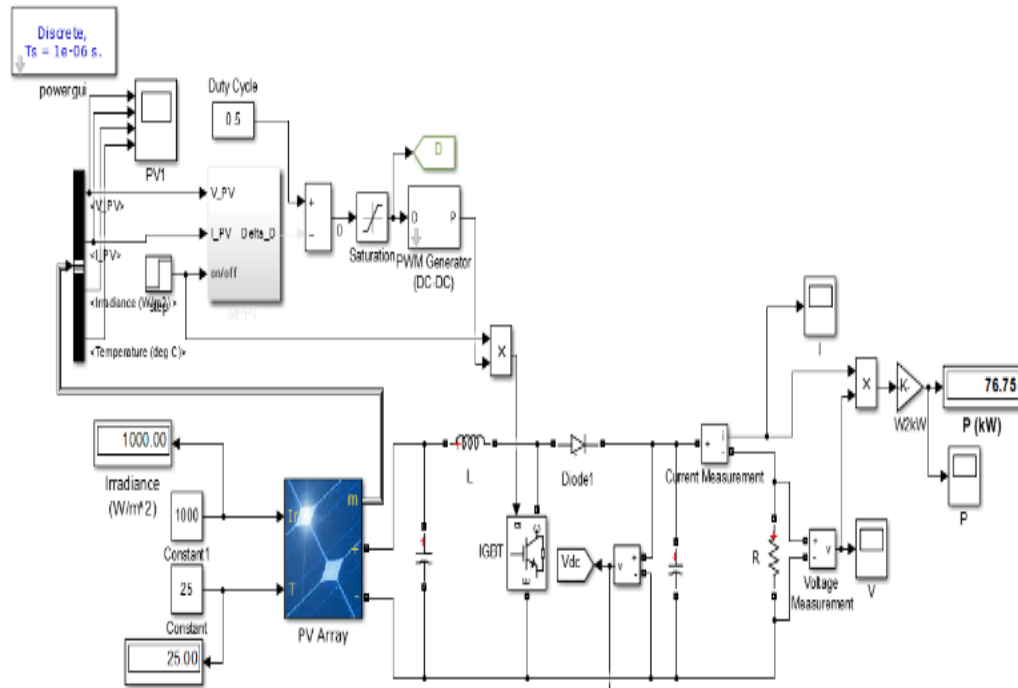 Discrete,
Ts = 1e-06 s.
powergui
PV1
Duty Cycle
0.5
<V_PV>
<I_PV>
<Irradiance (W/m2)>
<Temperature (deg C)>
step
V_PV
I_PV
on/off
Delta_D
MPPT
+
-
D
Saturation
D
D
P
PWM Generator
(DC-DC)
×
1000.00
Irradiance
(W/m^2)
1000
Constant1
25
Constant
25.00
Ir
T
m
+
-
PV Array
L
Diode1
IGBT
g
C
E
Vdc
v
+
-
+
i
-
Current Measurement
I
R
+
-
v
Voltage
Measurement
V
×
K-
W2kW
76.75
P (kW)
P